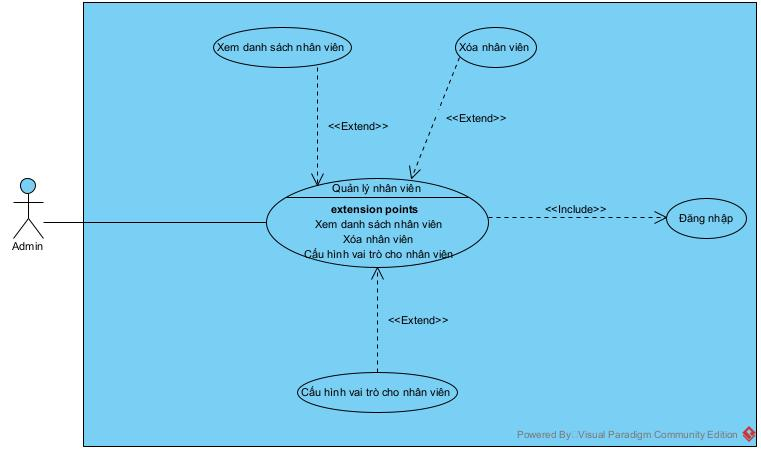 Xem danh sách nhân viên
Xóa nhân viên
<<Extend>>
<<Extend>>
Quản lý nhân viên
extension points
Xem danh sách nhân viên
Xóa nhân viên
Cấu hình vai trò cho nhân viên
<<Include>>
Đăng nhập
Admin
<<Extend>>
Cấu hình vai trò cho nhân viên
Powered By Visual Paradigm Community Edition